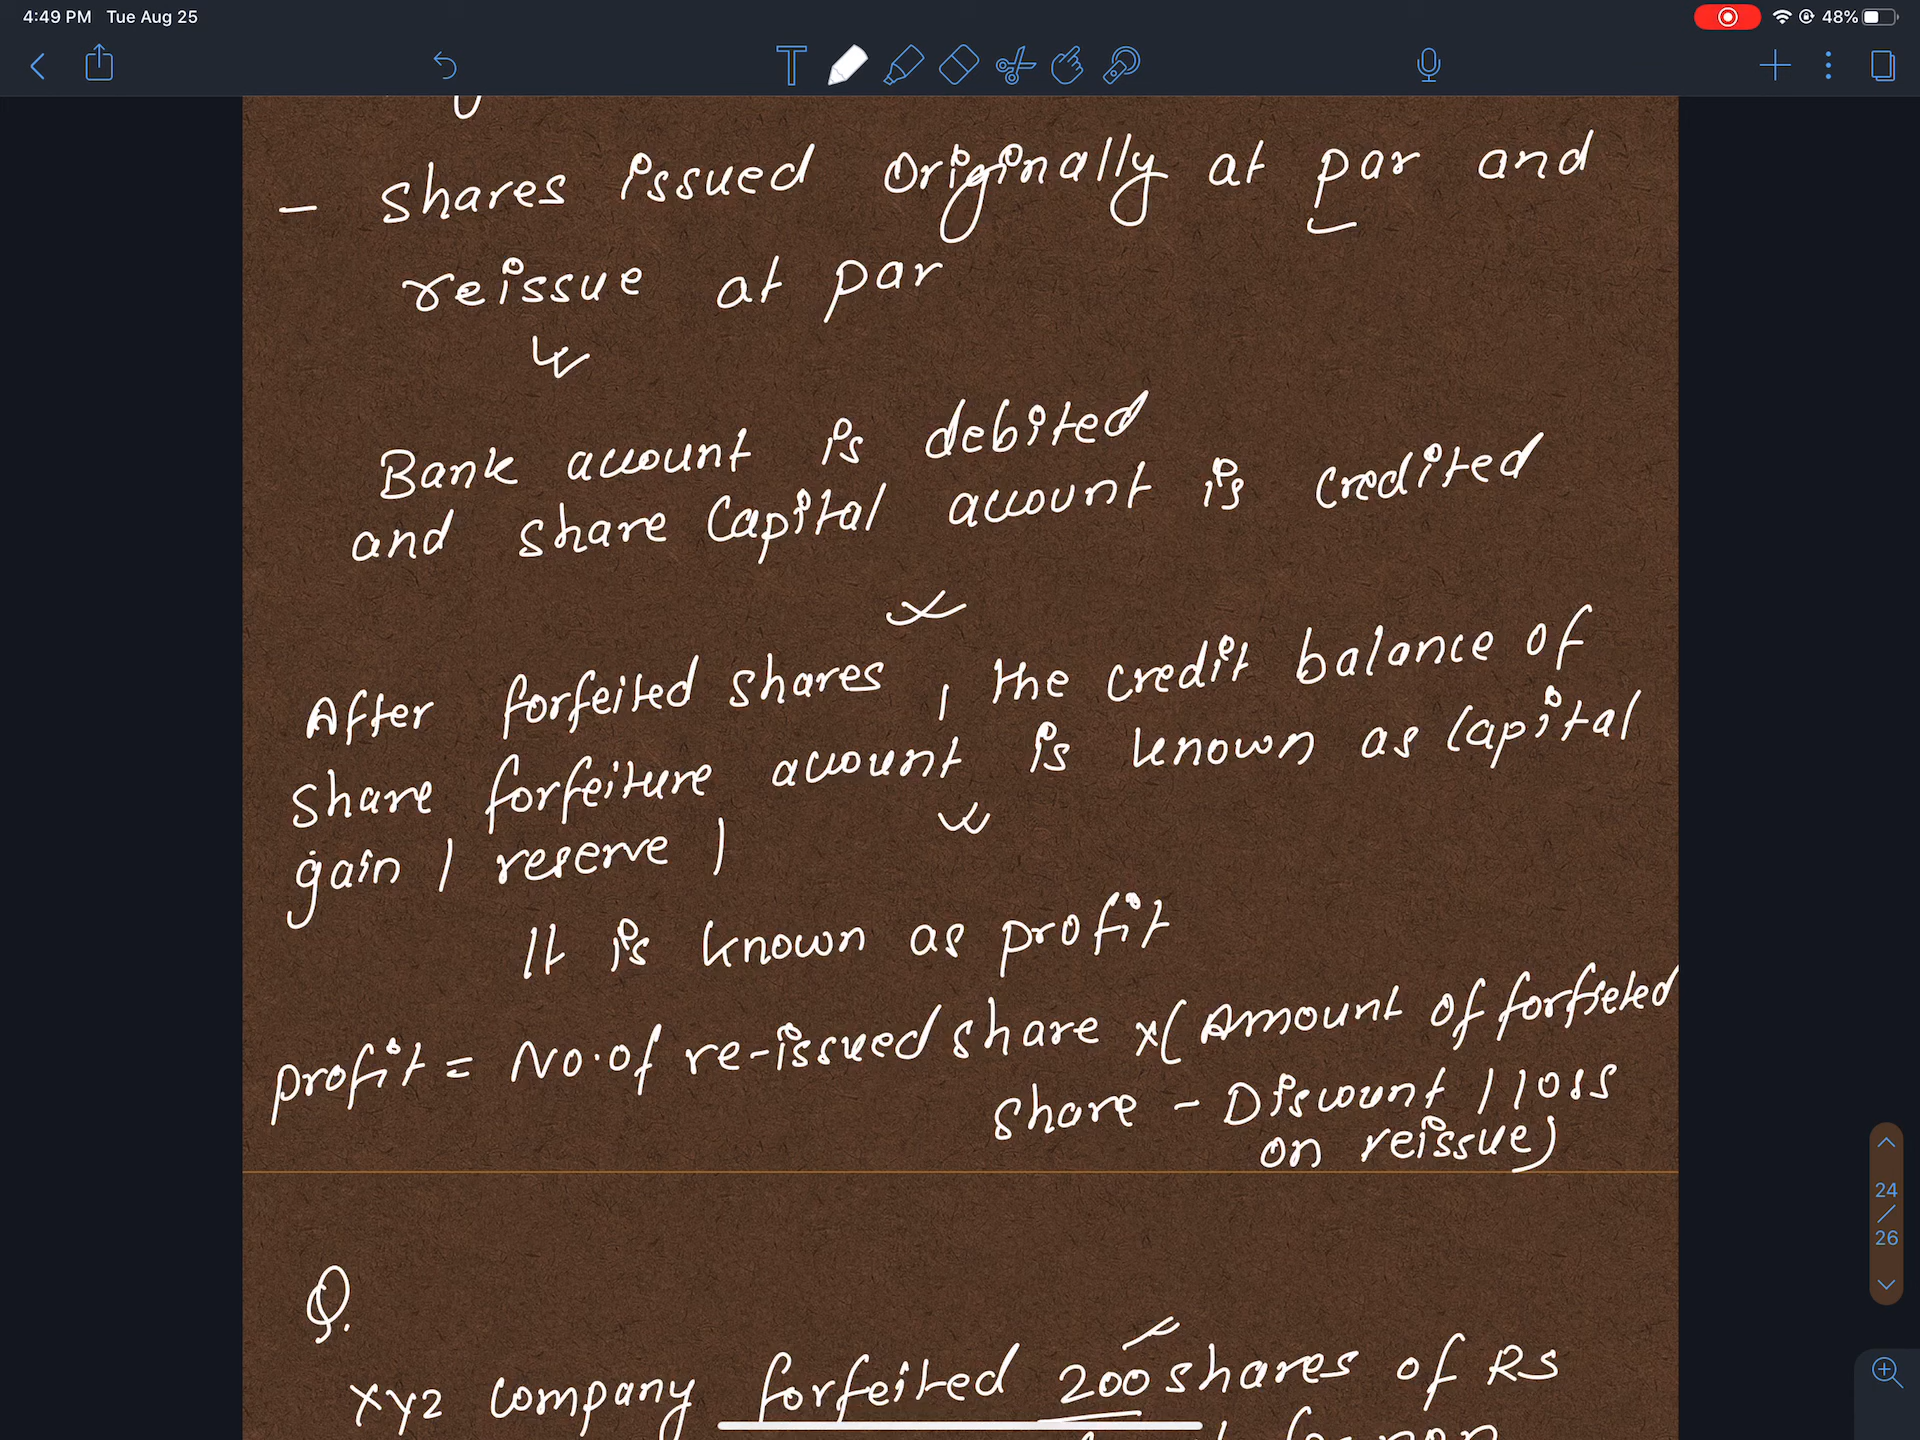 4:49 PM Tue Aug 25
48%
- shares issued originally at par and
reissue at par
Bank account is debited
and share capital account is credited
After forfeited shares, the credit balance of
share forfeiture account is known as capital
gain / reserve /
It is known as profit
profit = No. of re-issued share x (Amount of forfieted
share - Discount / loss
on reissue)
24
/
26
Q.
XYZ company forfeited 200 shares of RS